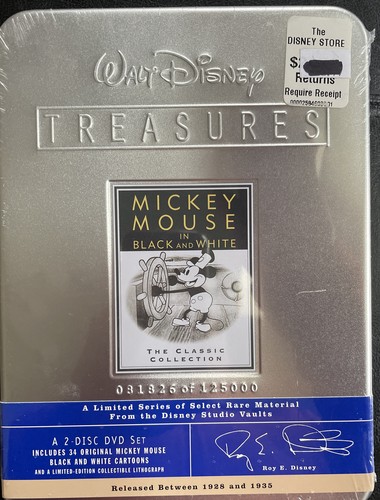 The
DISNEY STORE
Returns
Require Receipt
WALT DISNEY
TREASURES
MICKEY
MOUSE
IN
BLACK AND WHITE
THE CLASSIC
COLLECTION
081826 of 125000
A Limited Series of Select Rare Material
From the Disney Studio Vaults
A 2-DISC DVD SET
INCLUDES 34 ORIGINAL MICKEY MOUSE
BLACK AND WHITE CARTOONS
AND A LIMITED-EDITION COLLECTIBLE LITHOGRAPH
Roy E. Disney
Released Between 1928 and 1935